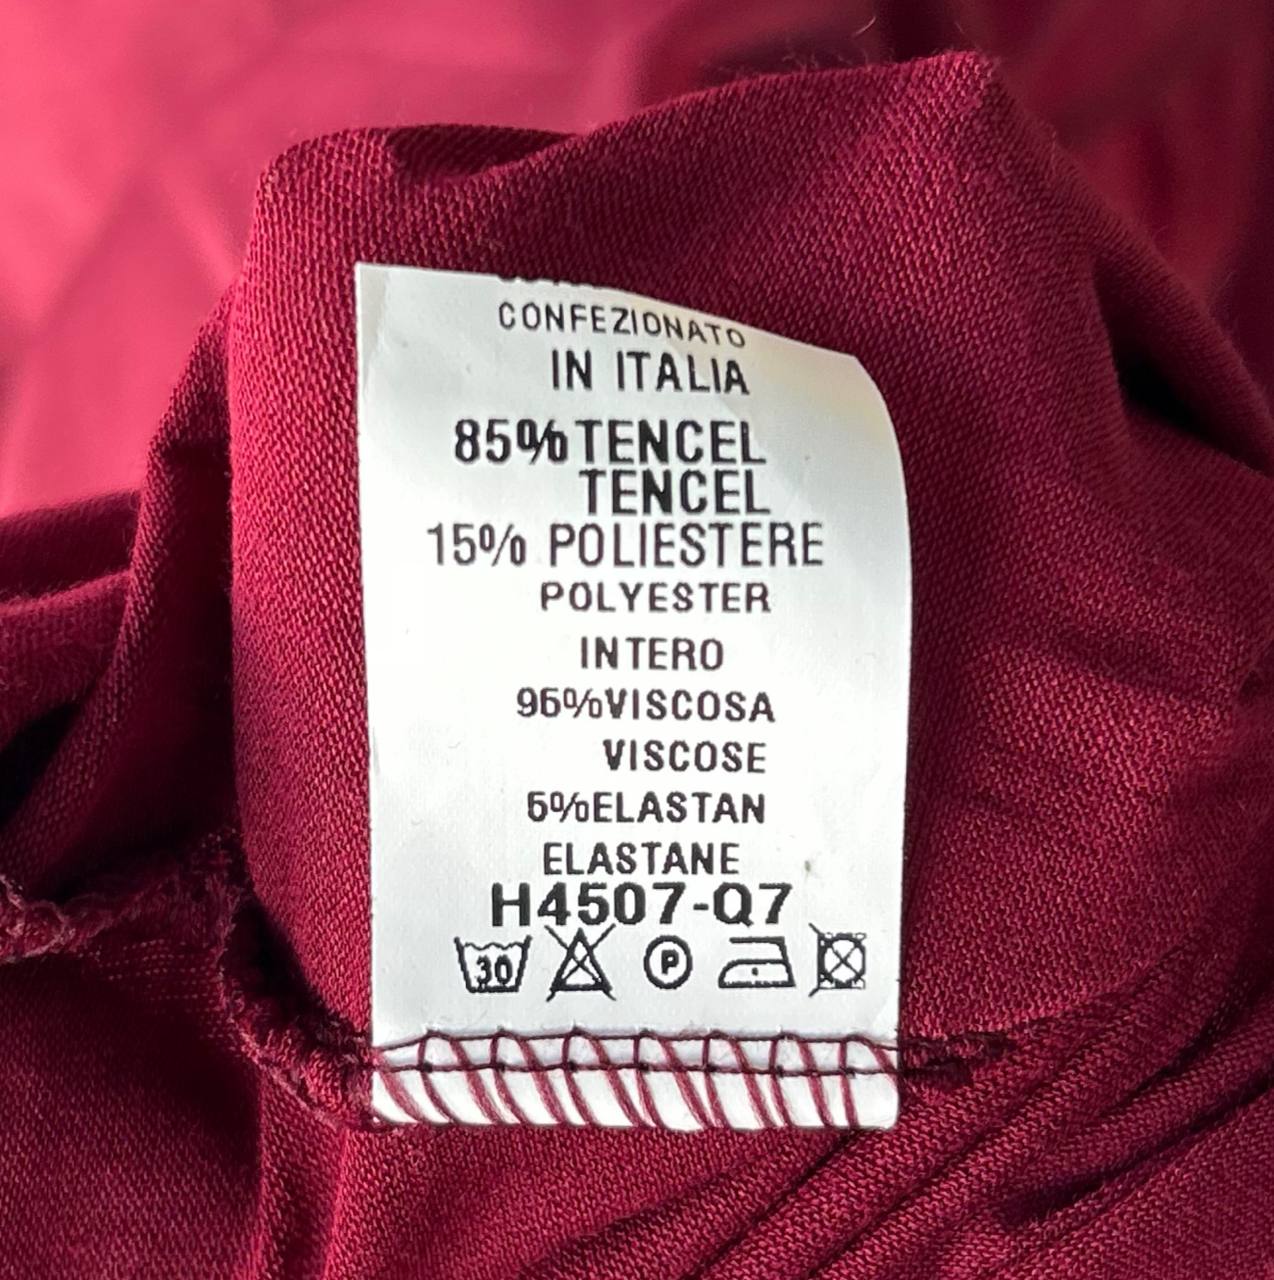 CONFEZIONATO
IN ITALIA
85% TENCEL
TENCEL
15% POLIESTERE
POLYESTER
INTERO
95%VISCOSA
VISCOSE
5%ELASTAN
ELASTANE
H4507-Q7
30
P